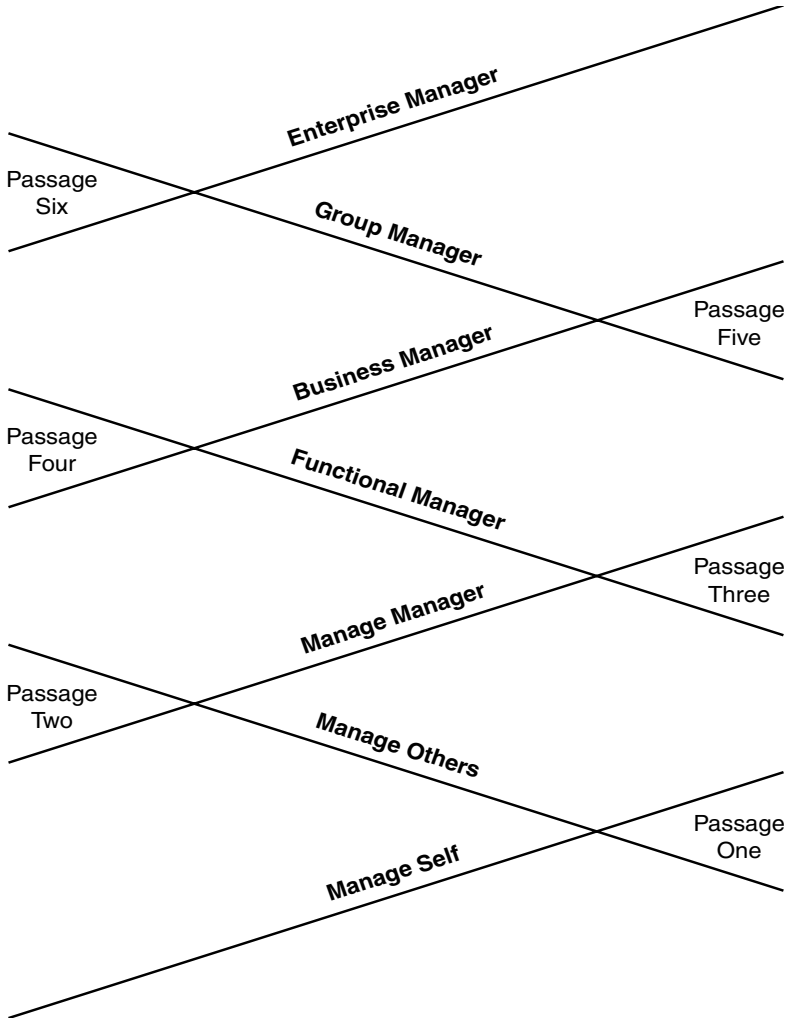 Enterprise Manager
Passage
Six
Group Manager
Passage
Five
Business Manager
Passage
Four
Functional Manager
Passage
Three
Manage Manager
Passage
Two
Manage Others
Passage
One
Manage Self